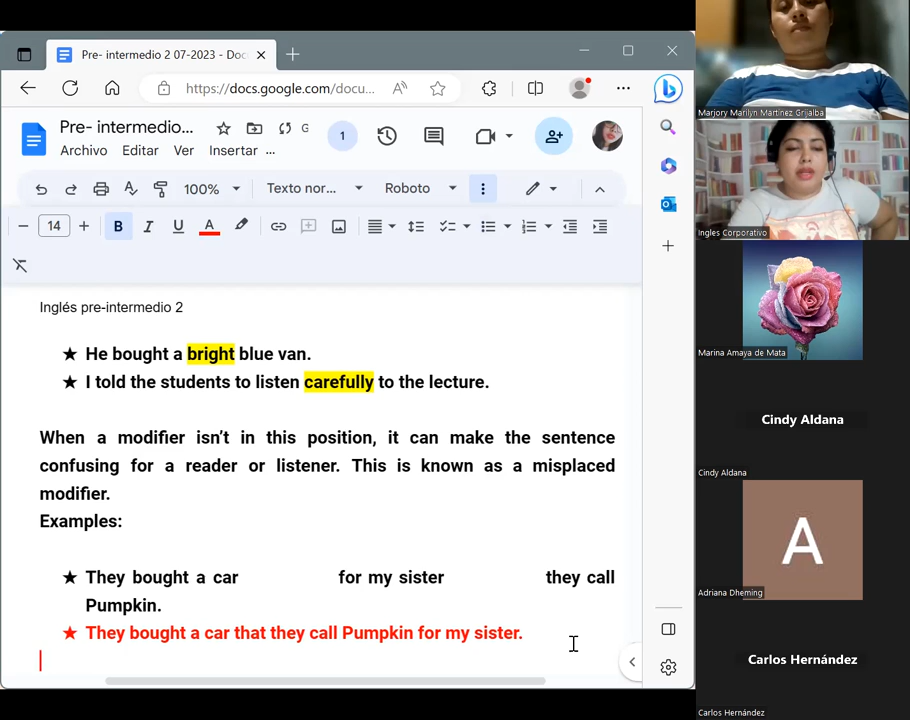 Pre- intermedio 2 07-2023 - Doc
https://docs.google.com/docu...
Pre- intermedio...
G
1
Archivo Editar Ver Insertar ...
100% Texto nor... Roboto
14 B I U A
Inglés pre-intermedio 2
★ He bought a bright blue van.
★ I told the students to listen carefully to the lecture.
When a modifier isn't in this position, it can make the sentence
confusing for a reader or listener. This is known as a misplaced
modifier.
Examples:
★ They bought a car for my sister they call
Pumpkin.
★ They bought a car that they call Pumpkin for my sister.
Marjory Marilyn Martinez Grijalba
Ingles Corporativo
Marina Amaya de Mata
Cindy Aldana
Cindy Aldana
A
Adriana Dheming
Carlos Hernández
Carlos Hernández